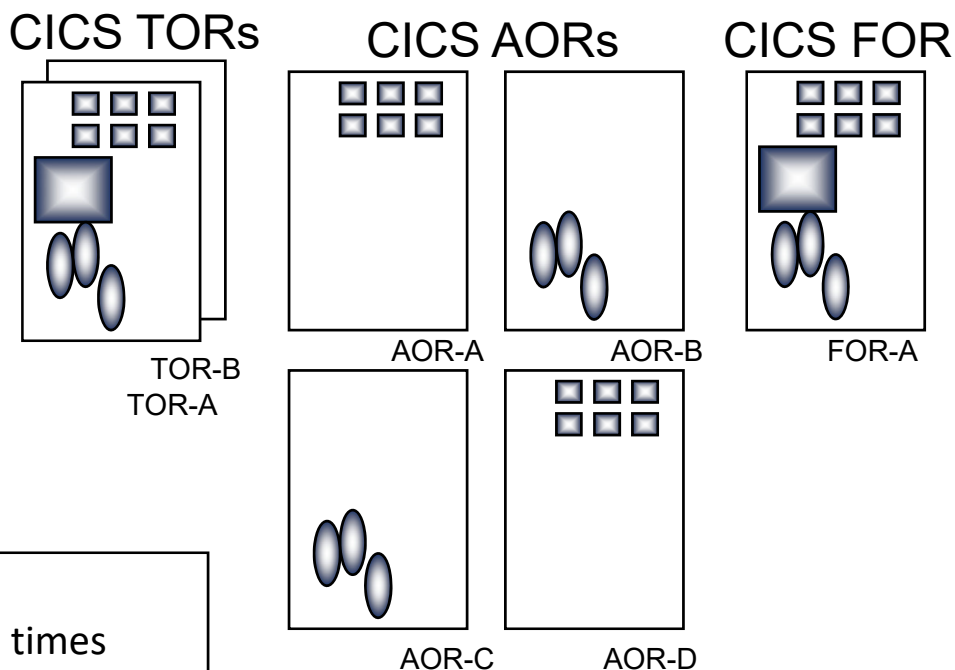 CICS TORs
CICS AORs
CICS FOR
AOR-A
AOR-B
FOR-A
TOR-B
TOR-A
times
AOR-C
AOR-D